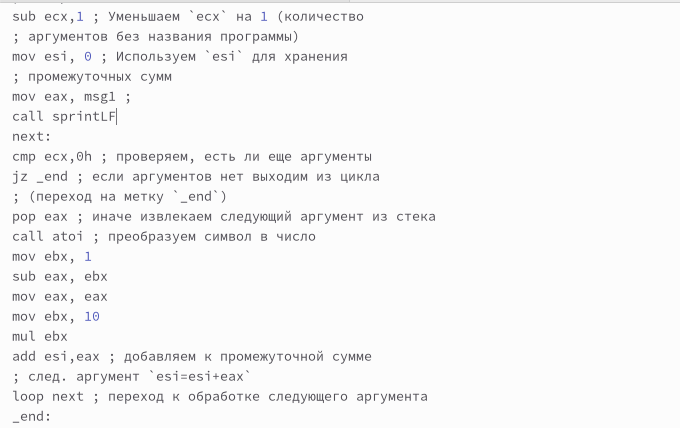 sub ecx,1 ; Уменьшаем `ecx` на 1 (количество
; аргументов без названия программы)
mov esi, 0 ; Используем `esi` для хранения
; промежуточных сумм
mov eax, msg1 ;
call sprintLF
next:
cmp ecx,0h ; проверяем, есть ли еще аргументы
jz _end ; если аргументов нет выходим из цикла
; (переход на метку `_end`)
pop eax ; иначе извлекаем следующий аргумент из стека
call atoi ; преобразуем символ в число
mov ebx, 1
sub eax, ebx
mov eax, eax
mov ebx, 10
mul ebx
add esi,eax ; добавляем к промежуточной сумме
; след. аргумент `esi=esi+eax`
loop next ; переход к обработке следующего аргумента
_end: